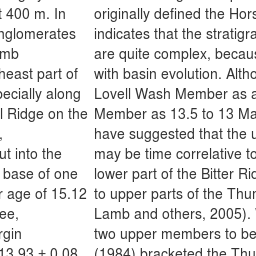 400 m. In
nglomerates
mb
heast part of
pecially along
l Ridge on the
,
ut into the
base of one
r age of 15.12
ee,
rgin
13.93 ± 0.08
originally defined the Hors
indicates that the stratigra
are quite complex, becaus
with basin evolution. Altho
Lovell Wash Member as a
Member as 13.5 to 13 Ma
have suggested that the u
may be time correlative to
lower part of the Bitter Rid
to upper parts of the Thun
Lamb and others, 2005).
two upper members to be
(1984) bracketed the Thu